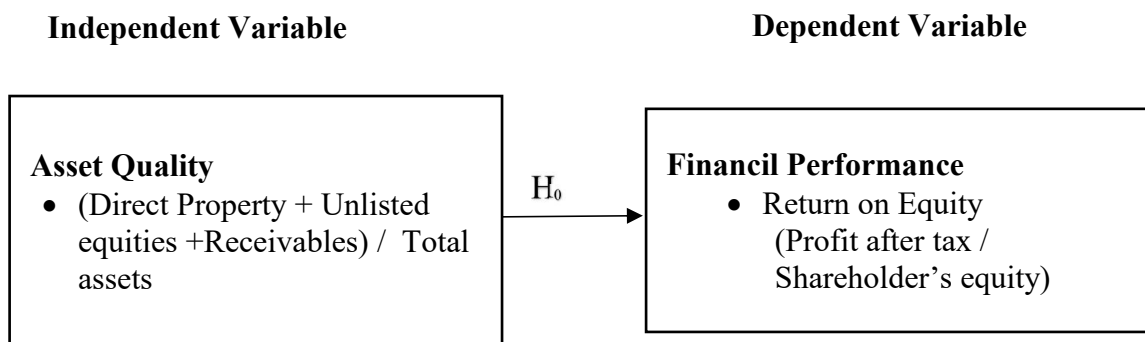 Independent Variable
Dependent Variable
Asset Quality
• (Direct Property + Unlisted
equities +Receivables) / Total
assets
H₀
Financil Performance
• Return on Equity
(Profit after tax /
Shareholder’s equity)